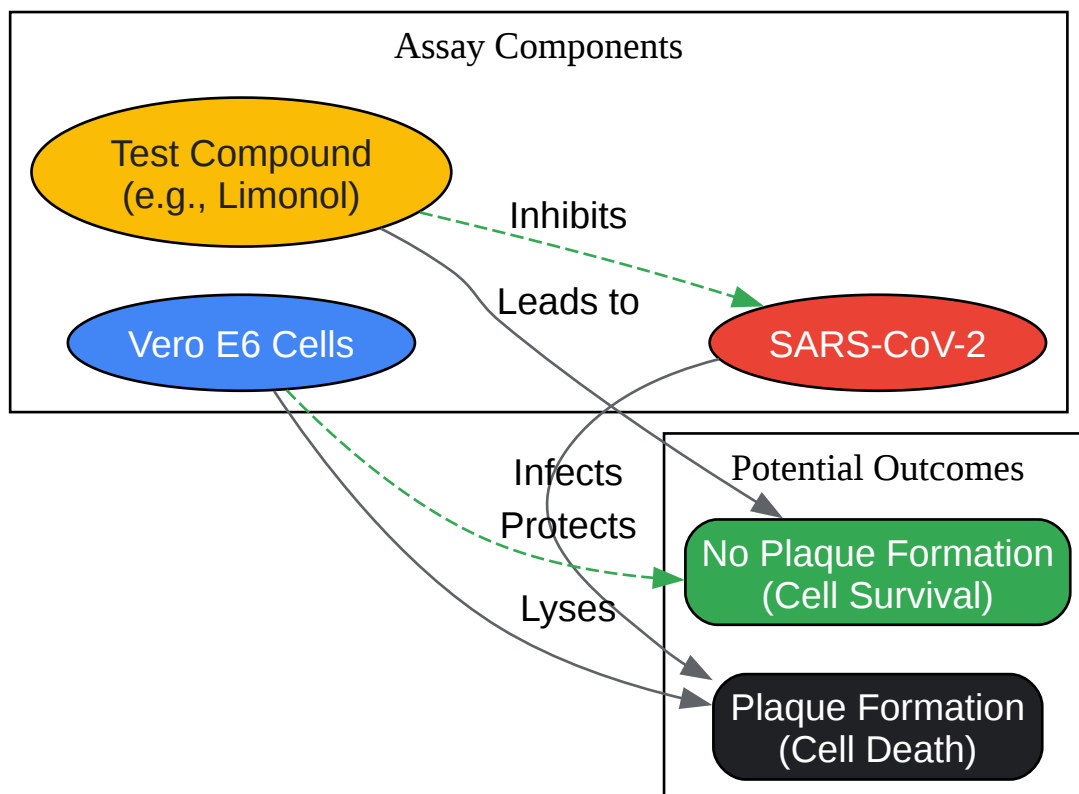 Assay Components
Test Compound
(e.g., Limonol)
Inhibits
Leads to
Vero E6 Cells
SARS-CoV-2
Infects
Potential Outcomes
Protects
No Plaque Formation
(Cell Survival)
Lyses
Plaque Formation
(Cell Death)